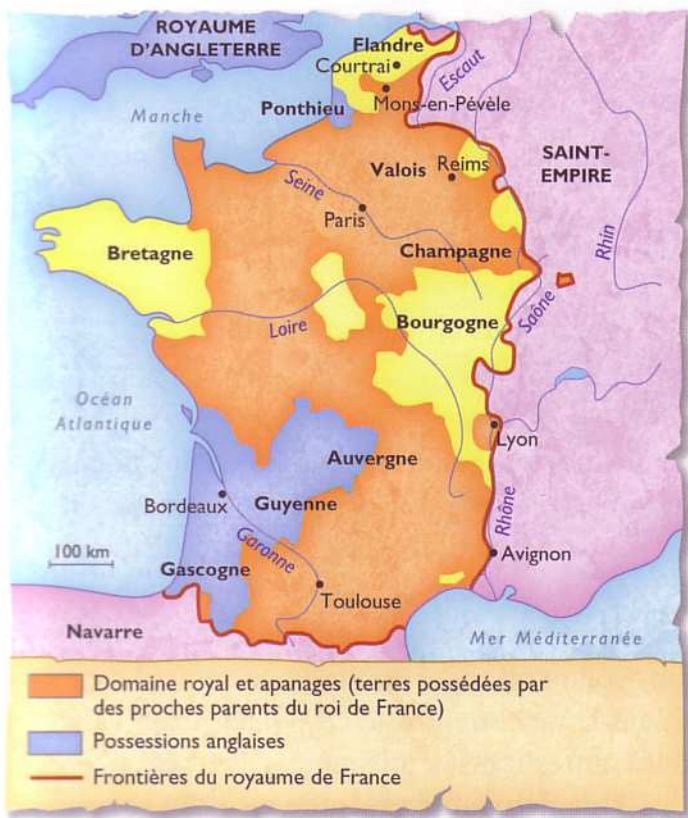 ROYAUME
D'ANGLETERRE
Flandre
Courtrai
Escaut
Mons-en-Pévèle
Ponthieu
Manche
Valois
Reims
SAINT-
EMPIRE
Seine
Paris
Rhin
Bretagne
Champagne
Saône
Loire
Bourgogne
Océan
Atlantique
Lyon
Auvergne
Bordeaux
Guyenne
Rhône
Garonne
100 km
Avignon
Gascogne
Toulouse
Navarre
Mer Méditerranée
Domaine royal et apanages (terres possédées par
des proches parents du roi de France)
Possessions anglaises
Frontières du royaume de France